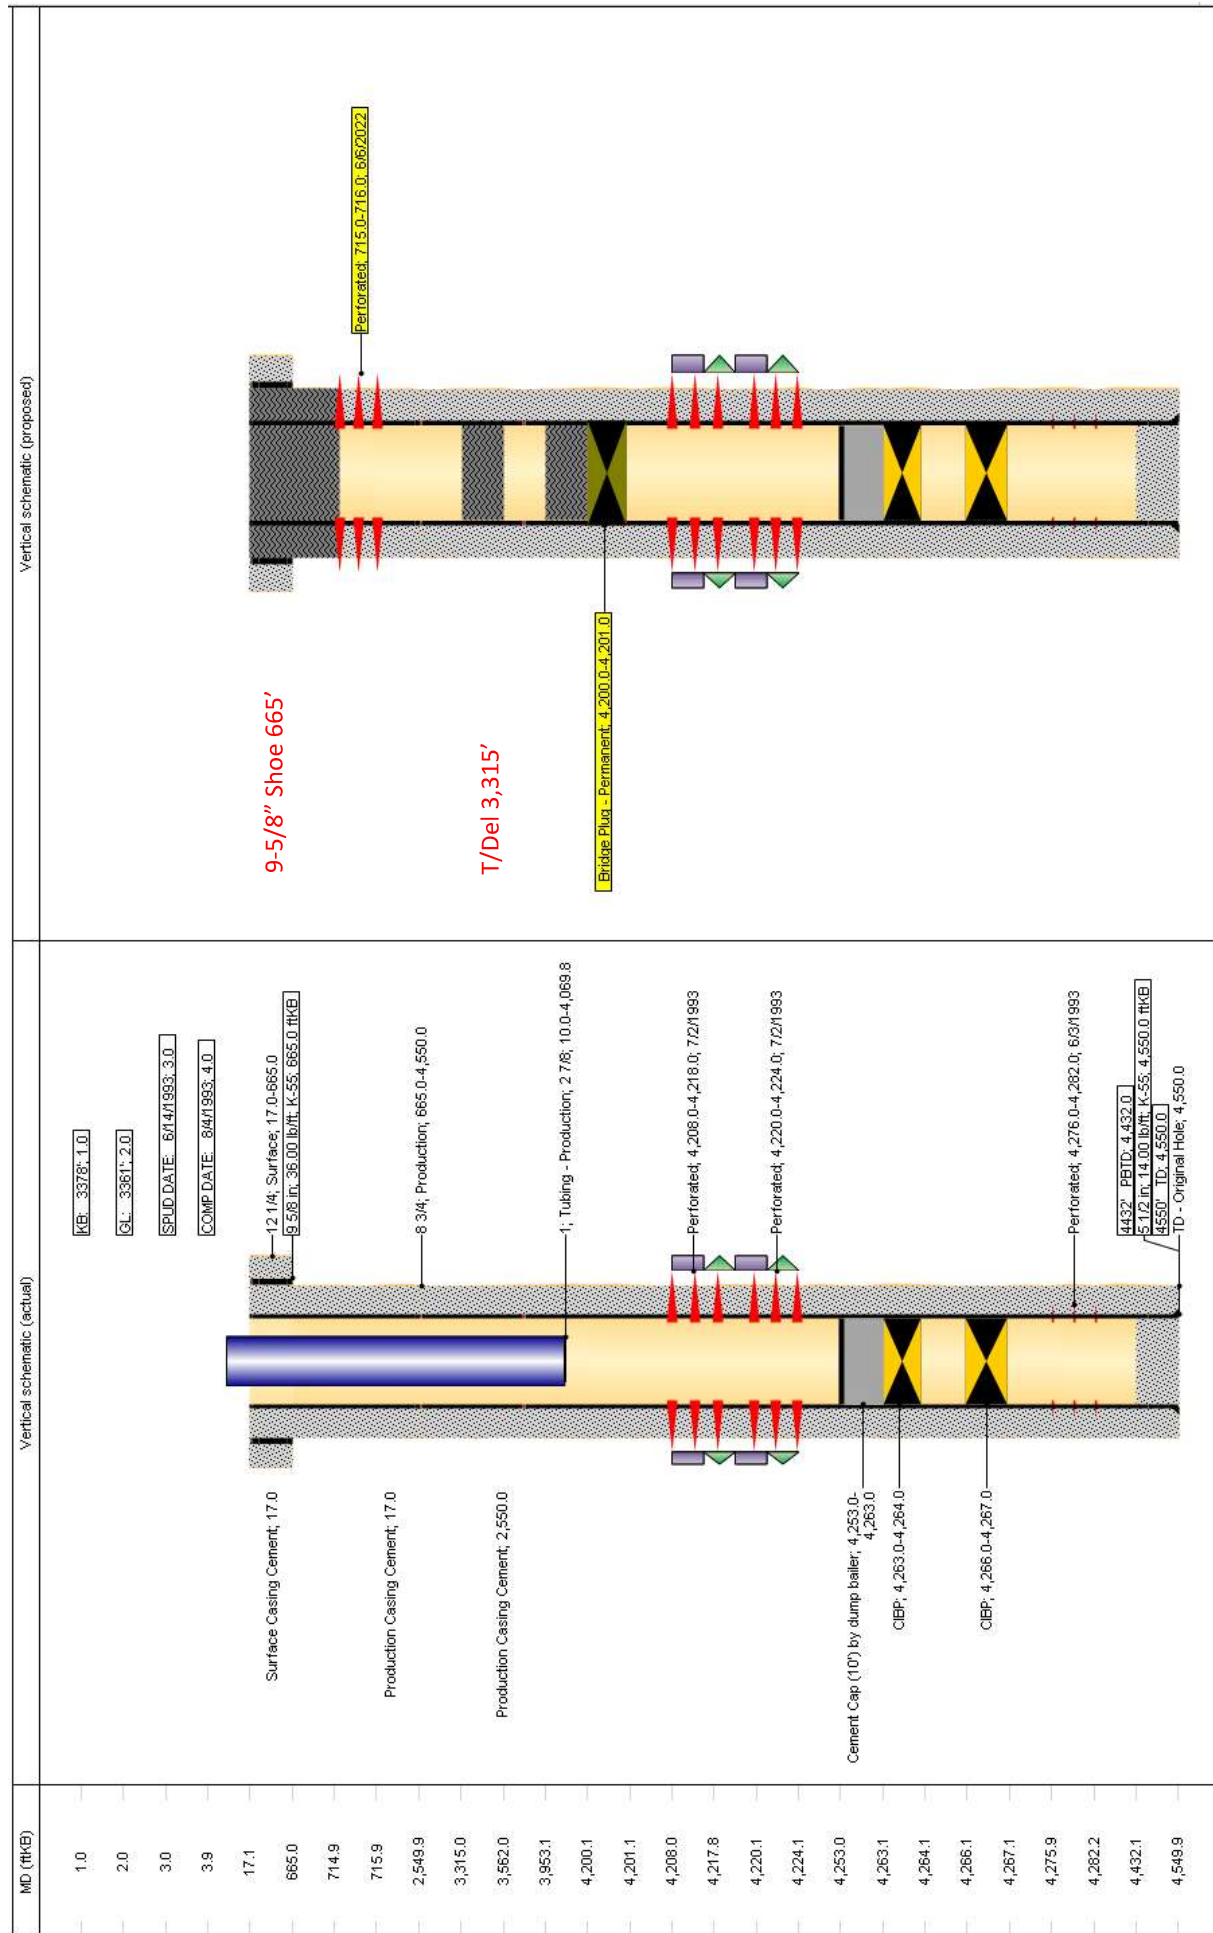 MD (ftKB)
1.0
2.0
3.0
3.9
17.1
665.0
714.9
715.9
2,549.9
3,315.0
3,562.0
3,953.1
4,200.1
4,201.1
4,208.0
4,217.8
4,220.1
4,224.1
4,253.0
4,263.1
4,264.1
4,266.1
4,267.1
4,275.9
4,282.2
4,432.1
4,549.9
Vertical schematic (actual)
Surface Casing Cement; 17.0
Production Casing Cement; 17.0
Production Casing Cement; 2,550.0
Cement Cap (10') by dump bailer; 4,253.0-
4,263.0
CIBP; 4,263.0-4,264.0
CIBP; 4,266.0-4,267.0
KB: 3378'; 1.0
GL: 3361'; 2.0
SPUD DATE: 6/14/1993; 3.0
COMP DATE: 8/4/1993; 4.0
12 1/4; Surface; 17.0-665.0
9 5/8 in; 36.00 lb/ft; K-55; 665.0 ftKB
8 3/4; Production; 665.0-4,550.0
1; Tubing - Production; 2 7/8; 10.0-4,069.8
Perforated; 4,208.0-4,218.0; 7/2/1993
Perforated; 4,220.0-4,224.0; 7/2/1993
Perforated; 4,276.0-4,282.0; 6/3/1993
4432' PBTD; 4,432.0
5 1/2 in; 14.00 lb/ft; K-55; 4,550.0 ftKB
4550' TD; 4,550.0
TD - Original Hole; 4,550.0
Vertical schematic (proposed)
9-5/8" Shoe 665'
T/Del 3,315'
Bridge Plug - Permanent; 4,200.0-4,201.0
Perforated; 715.0-716.0; 6/6/2022